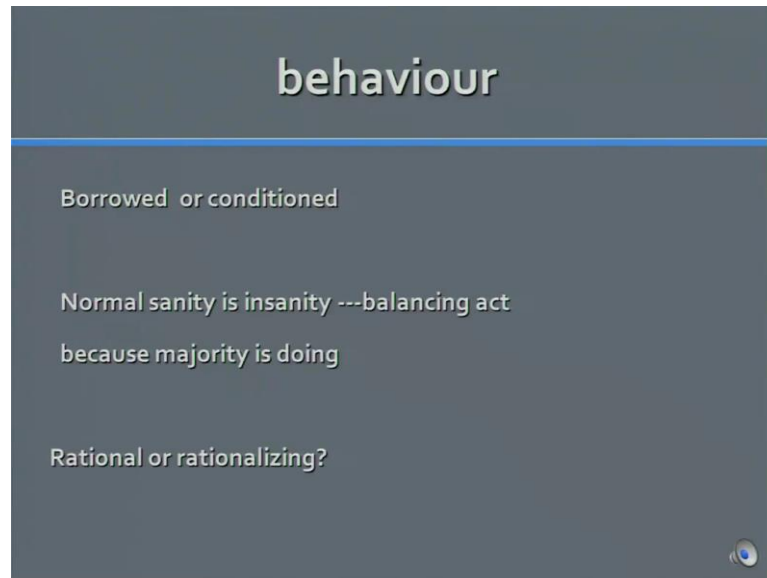 behaviour
Borrowed or conditioned
Normal sanity is insanity ---balancing act
because majority is doing
Rational or rationalizing?